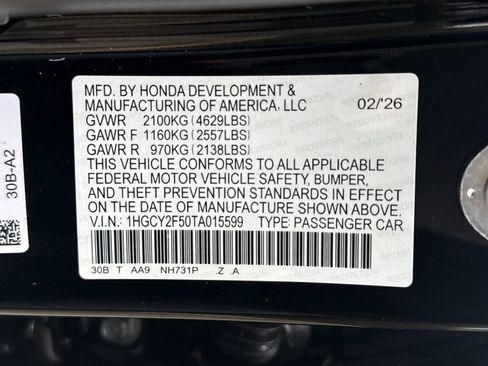 MFD. BY HONDA DEVELOPMENT &
MANUFACTURING OF AMERICA, LLC 02/'26
GVWR 2100KG (4629LBS)
GAWR F 1160KG (2557LBS)
GAWR R 970KG (2138LBS)
THIS VEHICLE CONFORMS TO ALL APPLICABLE
FEDERAL MOTOR VEHICLE SAFETY, BUMPER,
AND THEFT PREVENTION STANDARDS IN EFFECT
ON THE DATE OF MANUFACTURE SHOWN ABOVE.
V.I.N.: 1HGCY2F50TA015599 TYPE: PASSENGER CAR
30B T AA9 NH731P .Z .A
30B-A2